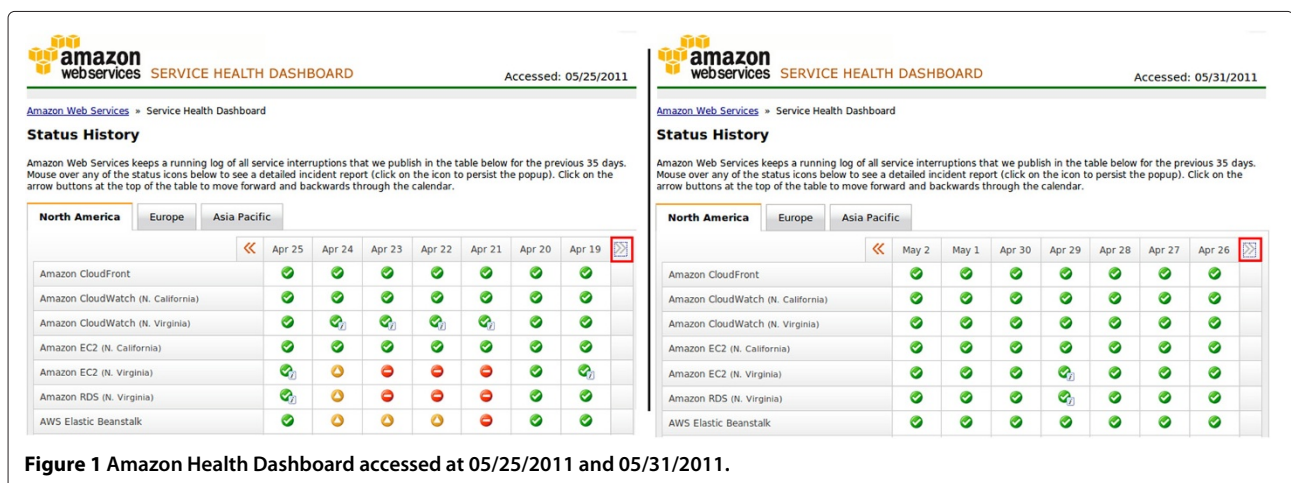 amazon
webservices SERVICE HEALTH DASHBOARD
Accessed: 05/25/2011
Amazon Web Services » Service Health Dashboard
Status History
Amazon Web Services keeps a running log of all service interruptions that we publish in the table below for the previous 35 days.
Mouse over any of the status icons below to see a detailed incident report (click on the icon to persist the popup). Click on the
arrow buttons at the top of the table to move forward and backwards through the calendar.
North America Europe Asia Pacific
Apr 25 Apr 24 Apr 23 Apr 22 Apr 21 Apr 20 Apr 19
Amazon CloudFront
Amazon CloudWatch (N. California)
Amazon CloudWatch (N. Virginia)
Amazon EC2 (N. California)
Amazon EC2 (N. Virginia)
Amazon RDS (N. Virginia)
AWS Elastic Beanstalk
amazon
webservices SERVICE HEALTH DASHBOARD
Accessed: 05/31/2011
Amazon Web Services » Service Health Dashboard
Status History
Amazon Web Services keeps a running log of all service interruptions that we publish in the table below for the previous 35 days.
Mouse over any of the status icons below to see a detailed incident report (click on the icon to persist the popup). Click on the
arrow buttons at the top of the table to move forward and backwards through the calendar.
North America Europe Asia Pacific
May 2 May 1 Apr 30 Apr 29 Apr 28 Apr 27 Apr 26
Amazon CloudFront
Amazon CloudWatch (N. California)
Amazon CloudWatch (N. Virginia)
Amazon EC2 (N. California)
Amazon EC2 (N. Virginia)
Amazon RDS (N. Virginia)
AWS Elastic Beanstalk
Figure 1 Amazon Health Dashboard accessed at 05/25/2011 and 05/31/2011.